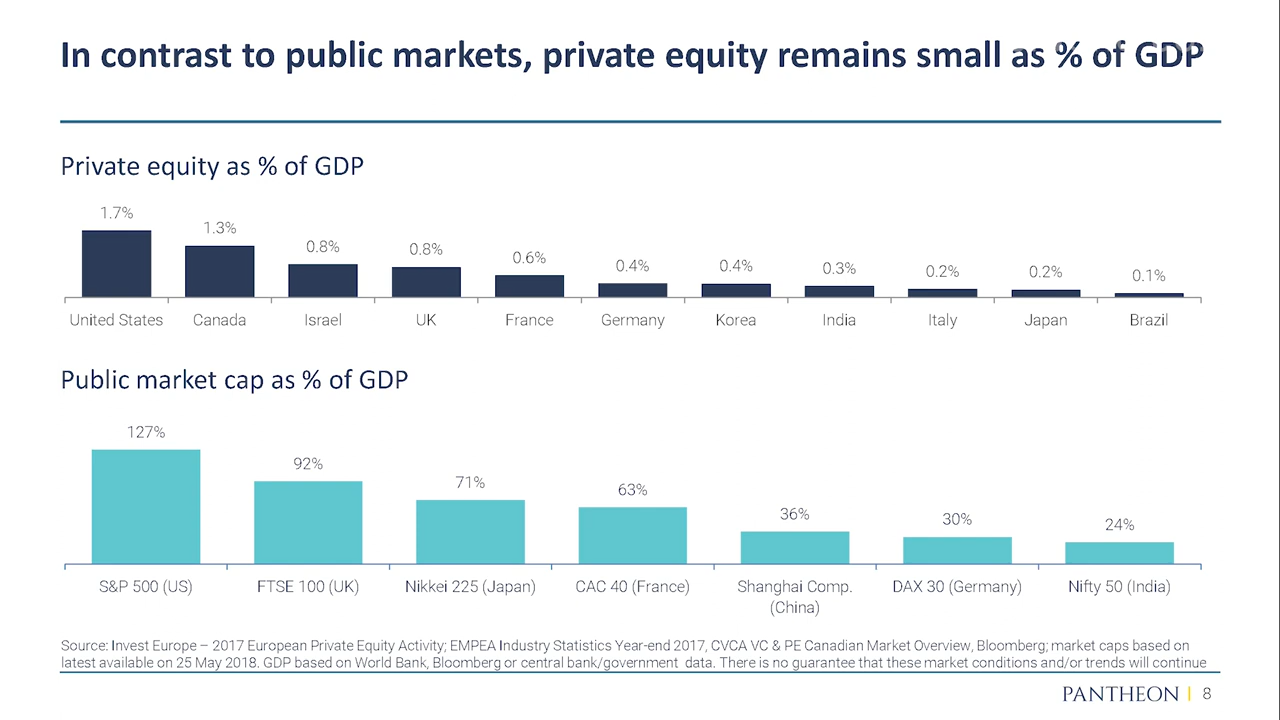 In contrast to public markets, private equity remains small as % of GDP
Private equity as % of GDP
1.7%
1.3%
0.8%
0.8%
0.6%
0.4%
0.4%
0.3%
0.2%
0.2%
0.1%
United States
Canada
Israel
UK
France
Germany
Korea
India
Italy
Japan
Brazil
Public market cap as % of GDP
127%
92%
71%
63%
36%
30%
24%
S&P 500 (US)
FTSE 100 (UK)
Nikkei 225 (Japan)
CAC 40 (France)
Shanghai Comp.
(China)
DAX 30 (Germany)
Nifty 50 (India)
Source: Invest Europe – 2017 European Private Equity Activity; EMPEA Industry Statistics Year-end 2017, CVCA VC & PE Canadian Market Overview, Bloomberg; market caps based on
latest available on 25 May 2018. GDP based on World Bank, Bloomberg or central bank/government data. There is no guarantee that these market conditions and/or trends will continue
PANTHEON | 8